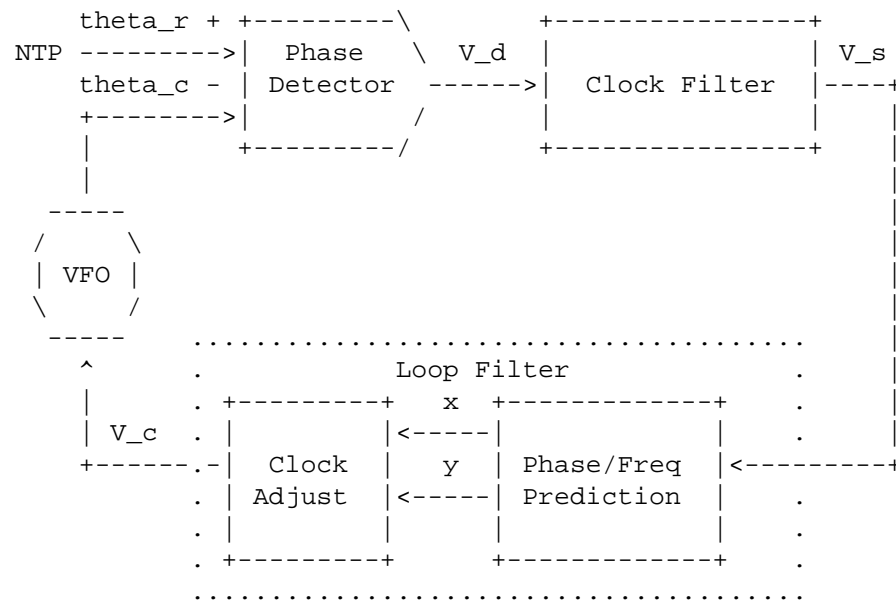 theta_r +
NTP Phase V_d V_s
theta_c - Detector Clock Filter
VFO
Loop Filter
x
V_c
Clock y Phase/Freq
Adjust Prediction